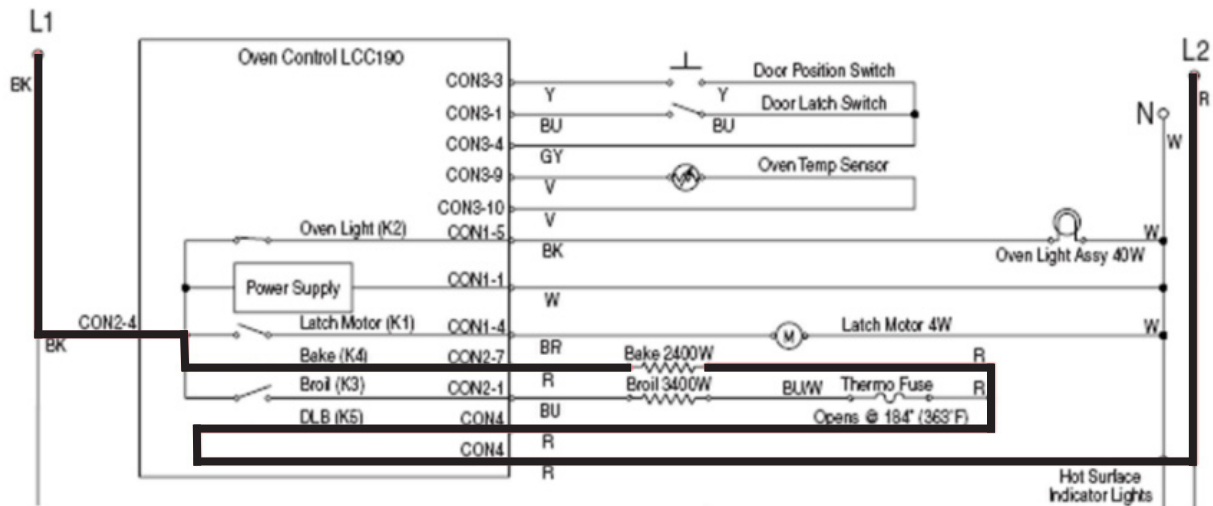 L1
L2
Oven Control LCC190
BK
R
N
W
CON3-3
Y
Y
Door Position Switch
CON3-1
BU
BU
Door Latch Switch
CON3-4
GY
CON3-9
V
Oven Temp Sensor
CON3-10
V
Oven Light (K2)
CON1-5
BK
W
Oven Light Assy 40W
Power Supply
CON1-1
W
CON2-4
BK
Latch Motor (K1)
CON1-4
BR
M
Latch Motor 4W
W
Bake (K4)
CON2-7
R
Bake 2400W
R
Broil (K3)
CON2-1
BU
Broil 3400W
BU/W
Thermo Fuse
R
Opens @ 184° (363°F)
DLB (K5)
CON4
R
CON4
R
Hot Surface
Indicator Lights